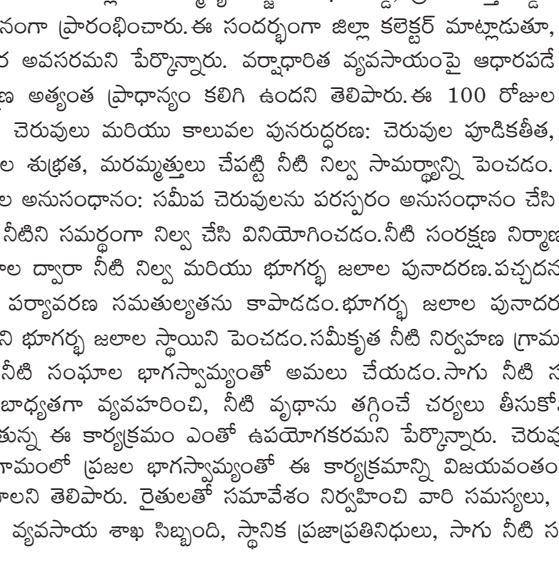 నంగా ప్రారంభించారు.ఈ సందర్భంగా జిల్లా కలెక్టర్ మాట్లాడుతూ,
ర అవసరమని పేర్కొన్నారు. వర్షాధారిత వ్యవసాయంపై ఆధారపడే
ణ అత్యంత ప్రాధాన్యం కలిగి ఉందని తెలిపారు.ఈ 100 రోజుల
చెరువులు మరియు కాలువల పునరుద్ధరణ: చెరువుల పూడికతీత,
ల శుభ్రత, మరమ్మత్తులు చేపట్టి నీటి నిల్వ సామర్థ్యాన్ని పెంచడం.
ల అనుసంధానం: సమీప చెరువులను పరస్పరం అనుసంధానం చేసి
నీటిని సమర్థంగా నిల్వ చేసి వినియోగించడం.నీటి సంరక్షణ నిర్మాణ
ాల ద్వారా నీటి నిల్వ మరియు భూగర్భ జలాల పునాదరణ.పచ్చదన
పర్యావరణ సమతుల్యతను కాపాడడం.భూగర్భ జలాల పునాదర
ని భూగర్భ జలాల స్థాయిని పెంచడం.సమీకృత నీటి నిర్వహణ గ్రామ
నీటి సంఘాల భాగస్వామ్యంతో అమలు చేయడం.సాగు నీటి స
బాధ్యతగా వ్యవహరించి, నీటి వృథాను తగ్గించే చర్యలు తీసుకో
తున్న ఈ కార్యక్రమం ఎంతో ఉపయోగకరమని పేర్కొన్నారు. చెరువు
గామంలో ప్రజల భాగస్వామ్యంతో ఈ కార్యక్రమాన్ని విజయవంతం
ాలని తెలిపారు. రైతులతో సమావేశం నిర్వహించి వారి సమస్యలు,
వ్యవసాయ శాఖ సిబ్బంది, స్థానిక ప్రజాప్రతినిధులు, సాగు నీటి స